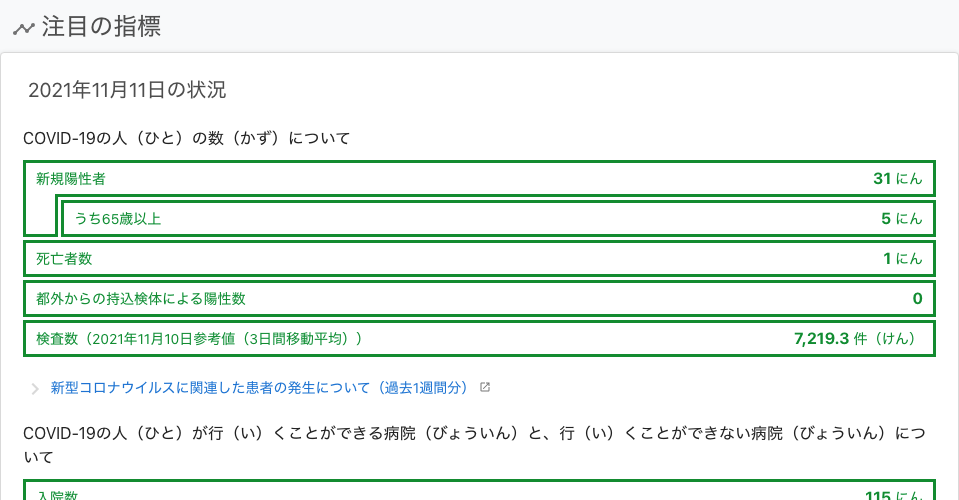 注目の指標
2021年11月11日の状況
COVID-19の人（ひと）の数（かず）について
新規陽性者 31 にん
うち65歳以上 5 にん
死亡者数 1 にん
都外からの持込検体による陽性数 0
検査数（2021年11月10日参考値（3日間移動平均）） 7,219.3 件（けん）
新型コロナウイルスに関連した患者の発生について（過去1週間分）
COVID-19の人（ひと）が行（い）くことができる病院（びょういん）と、行（い）くことができない病院（びょういん）につ
いて
入院数 115 にん